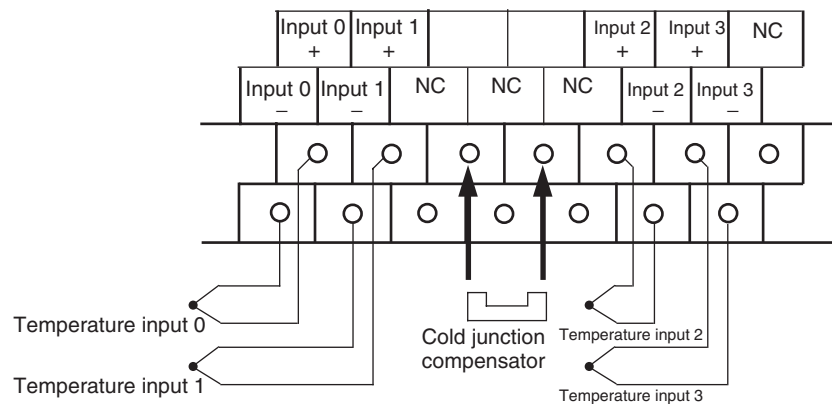 Input 0 Input 1 Input 2 Input 3 NC
+ + + +
Input 0 Input 1 NC NC NC Input 2 Input 3
– – – –
Temperature input 0
Cold junction
compensator
Temperature input 2
Temperature input 1
Temperature input 3